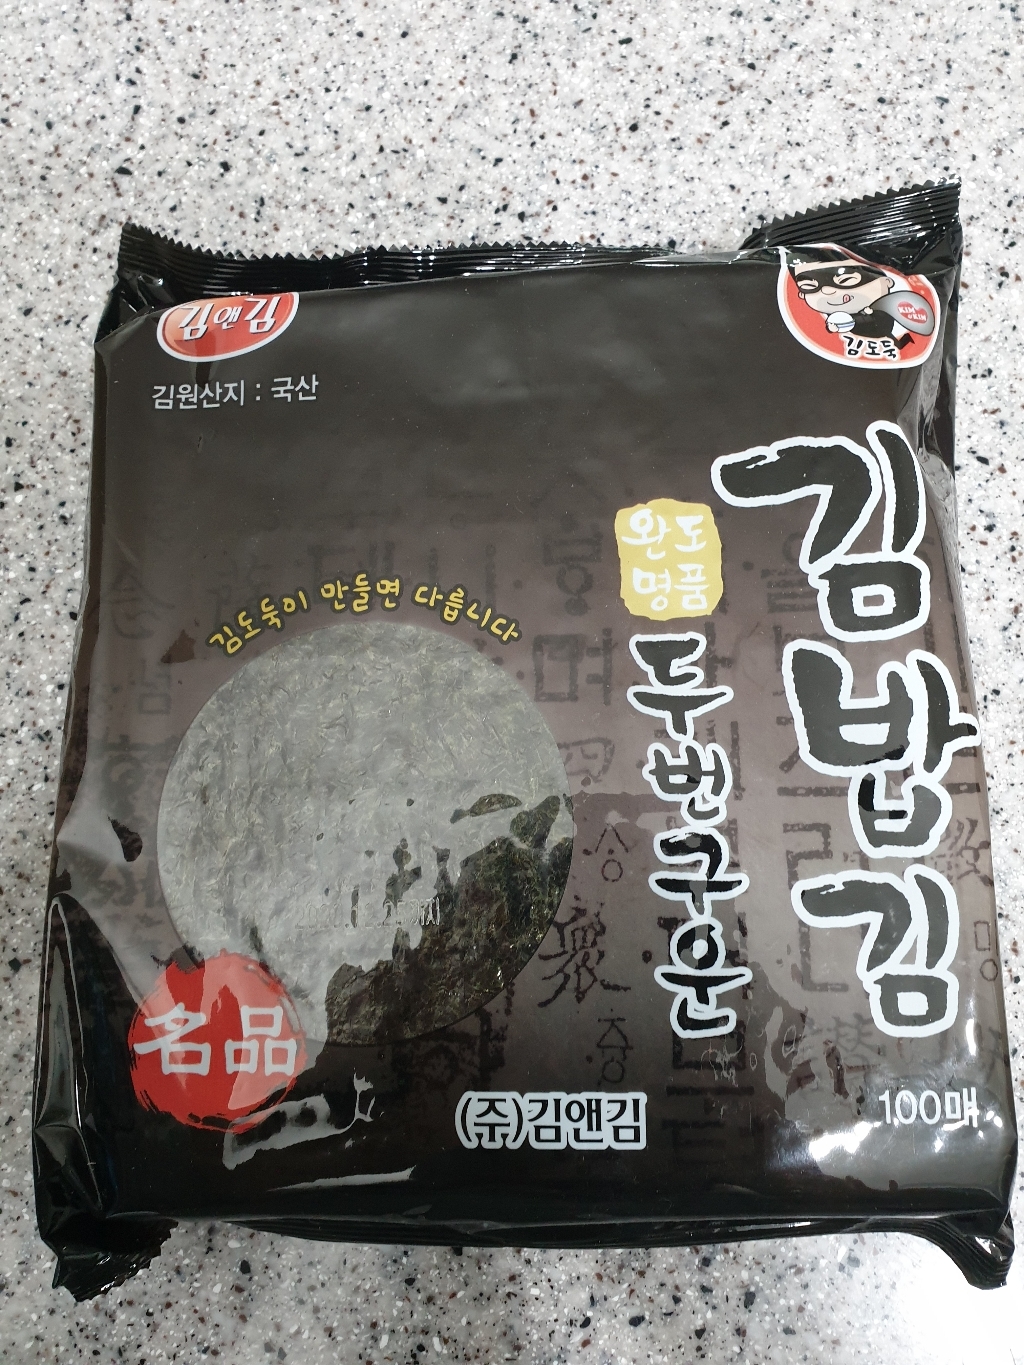 김앤김
KIM
&KIM
김도둑
김원산지 : 국산
김밥김
완도
명품
두번구운
김도둑이 만들면 다릅니다
名品
(주)김앤김
100매